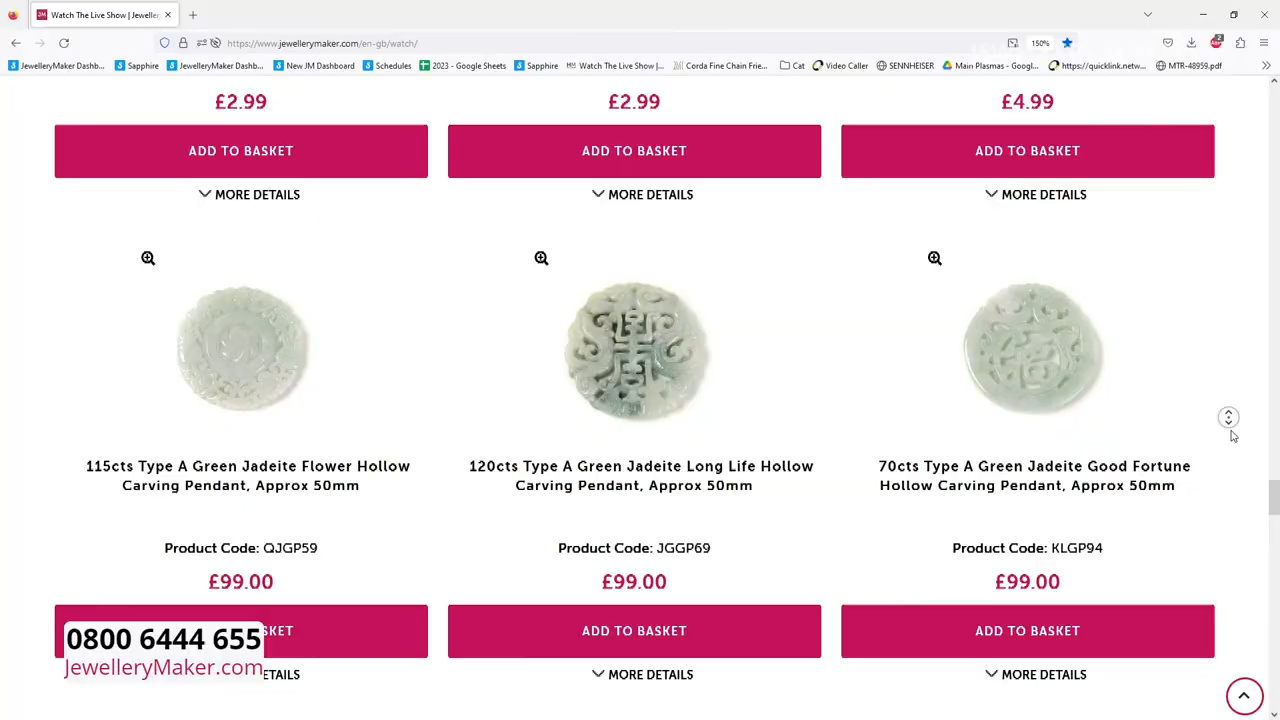 Watch The Live Show | Jeweller
https://www.jewellerymaker.com/en-gb/watch/
150%
2
JewelleryMaker Dashb...
Sapphire
JewelleryMaker Dashb...
New JM Dashboard
Schedules
2023 - Google Sheets
Sapphire
Watch The Live Show |...
Corda Fine Chain Frie...
Cat
Video Caller
SENNHEISER
Main Plasmas - Googl...
https://quicklink.netw...
MTR-48959.pdf
£2.99
£2.99
£4.99
ADD TO BASKET
ADD TO BASKET
ADD TO BASKET
MORE DETAILS
MORE DETAILS
MORE DETAILS
115cts Type A Green Jadeite Flower Hollow
Carving Pendant, Approx 50mm
120cts Type A Green Jadeite Long Life Hollow
Carving Pendant, Approx 50mm
70cts Type A Green Jadeite Good Fortune
Hollow Carving Pendant, Approx 50mm
Product Code: QJGP59
Product Code: JGGP69
Product Code: KLGP94
£99.00
£99.00
£99.00
SKET
ADD TO BASKET
ADD TO BASKET
0800 6444 655
JewelleryMaker.com
ETAILS
MORE DETAILS
MORE DETAILS